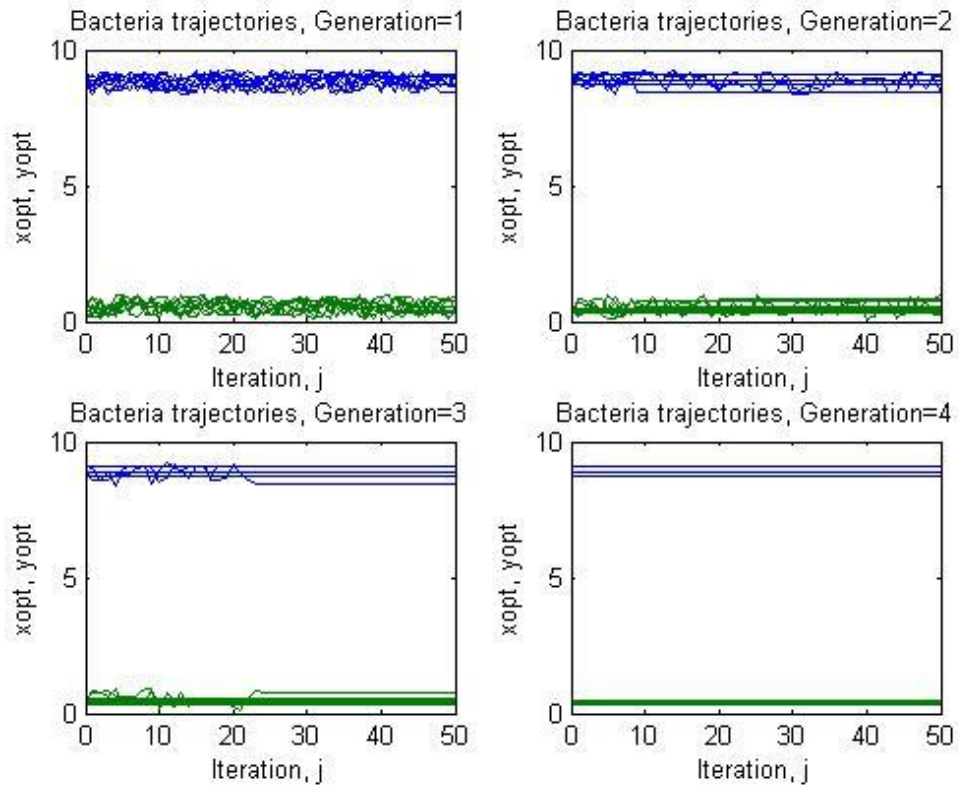 Bacteria trajectories, Generation=1
10
5
0
xopt, yopt
0 10 20 30 40 50
Iteration, j
Bacteria trajectories, Generation=2
10
5
0
xopt, yopt
0 10 20 30 40 50
Iteration, j
Bacteria trajectories, Generation=3
10
5
0
xopt, yopt
0 10 20 30 40 50
Iteration, j
Bacteria trajectories, Generation=4
10
5
0
xopt, yopt
0 10 20 30 40 50
Iteration, j